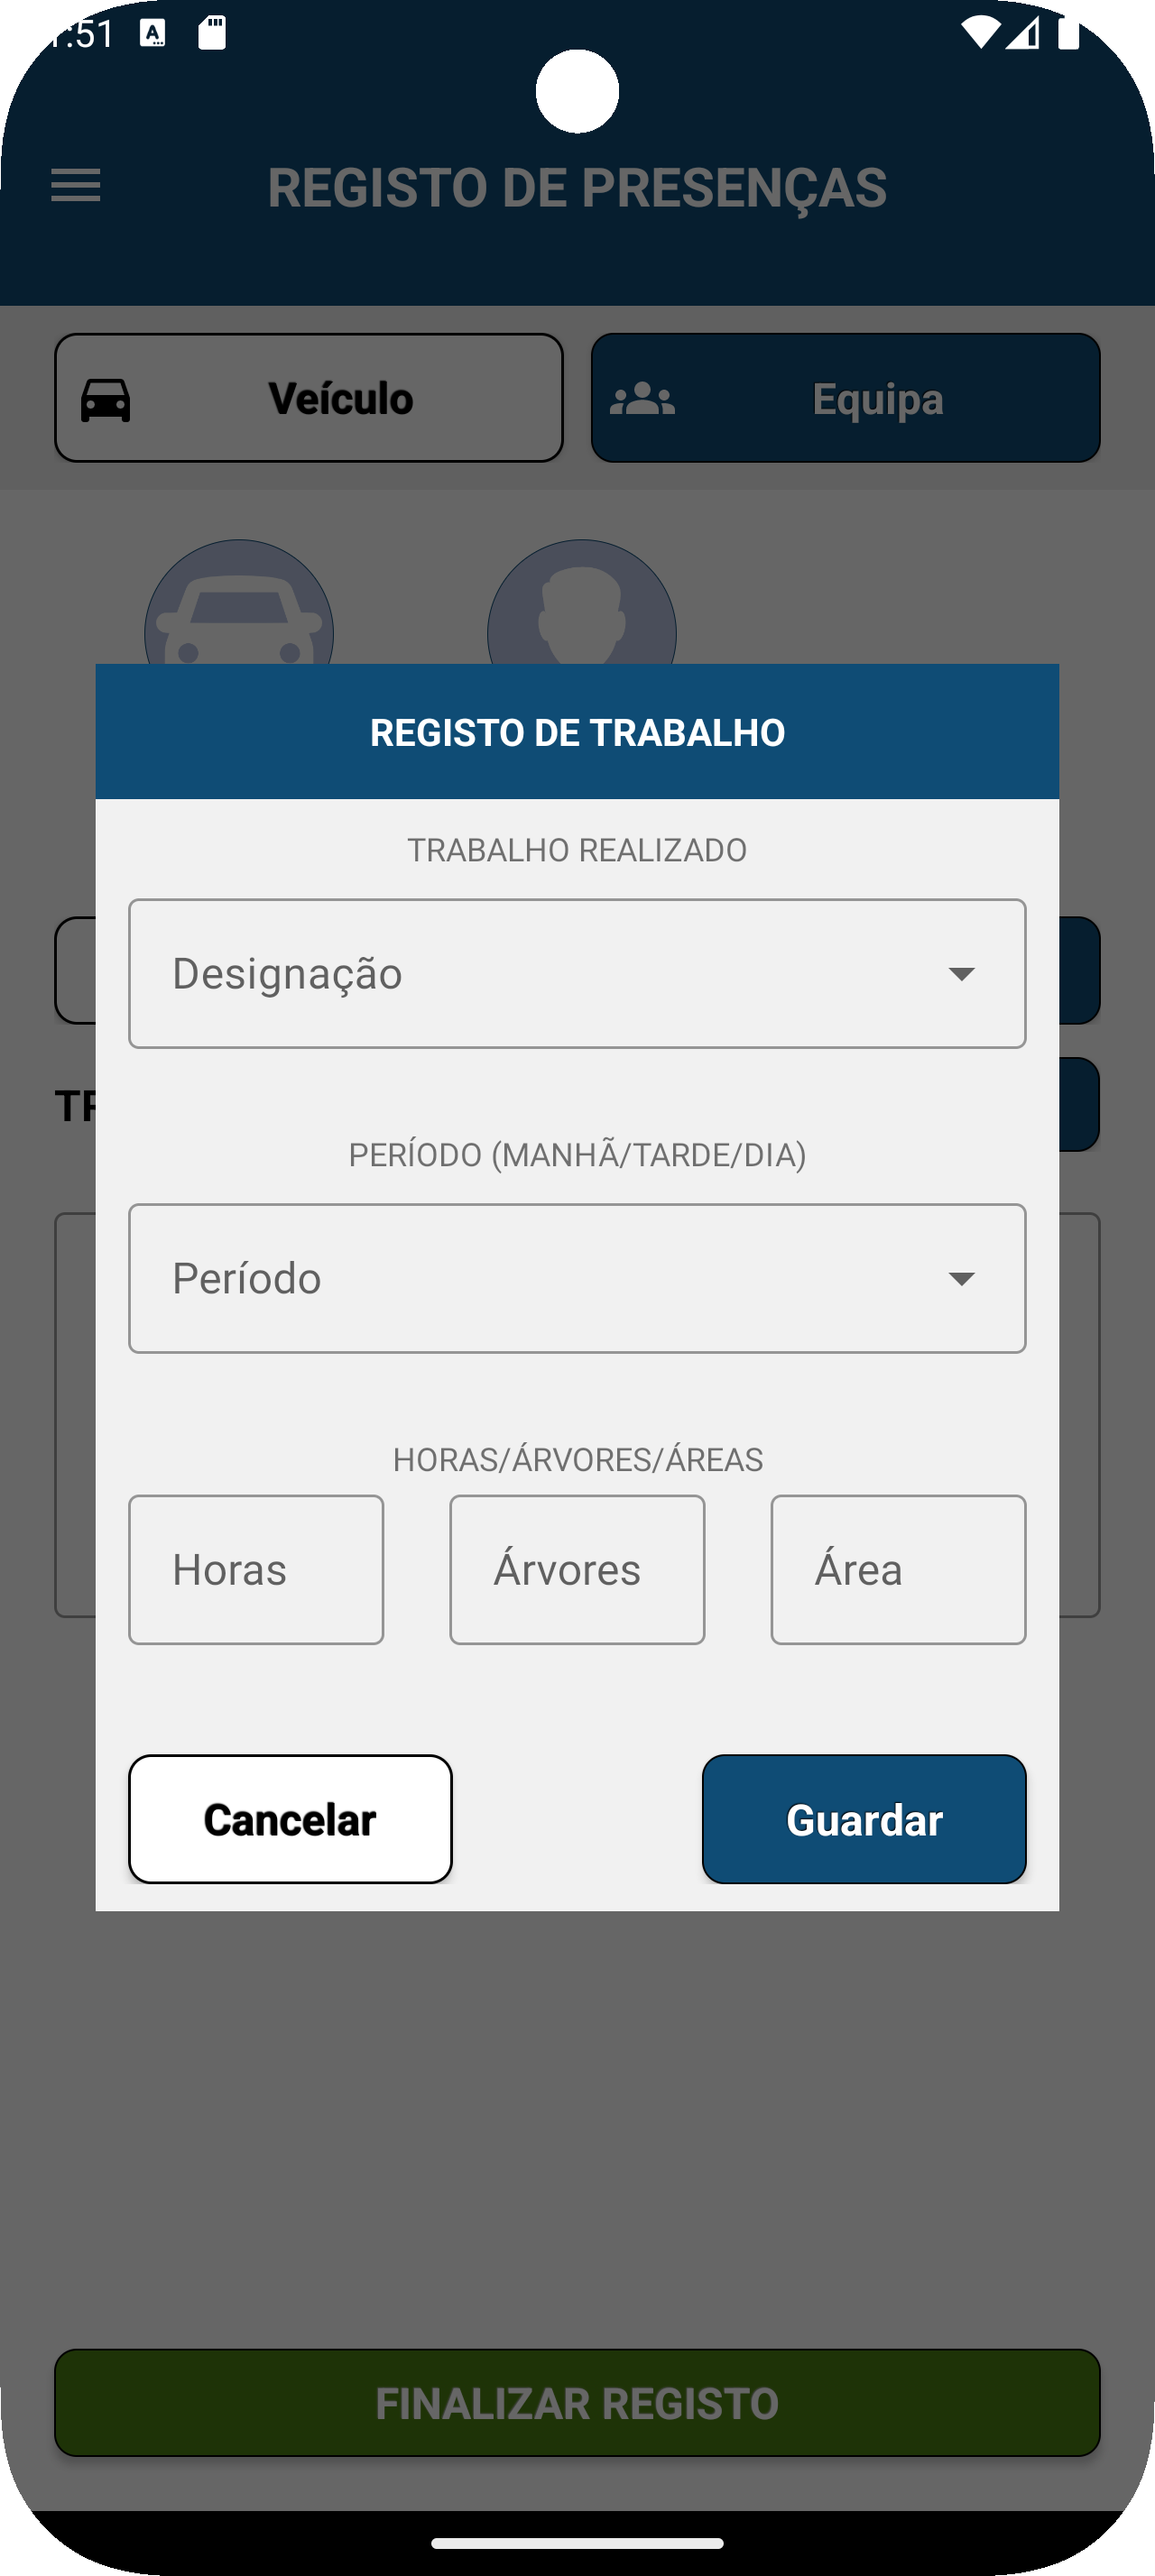 :51
REGISTO DE PRESENÇAS
Veículo
Equipa
REGISTO DE TRABALHO
TRABALHO REALIZADO
Designação
PERÍODO (MANHÃ/TARDE/DIA)
Período
HORAS/ÁRVORES/ÁREAS
Horas
Árvores
Área
Cancelar
Guardar
FINALIZAR REGISTO